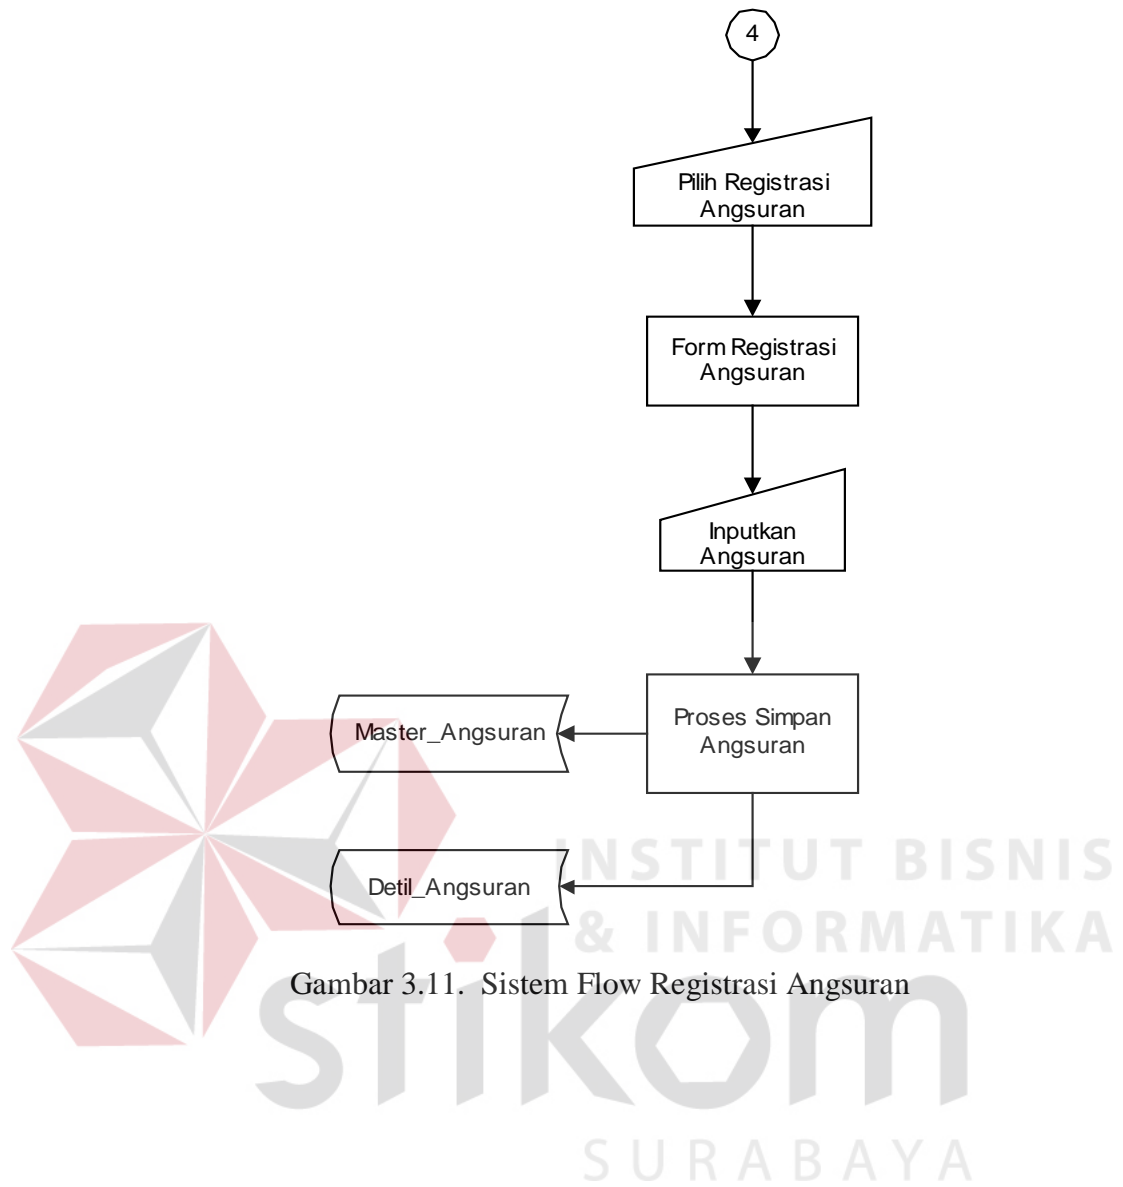 4
Pilih Registrasi
Angsuran
Form Registrasi
Angsuran
Inputkan
Angsuran
Proses Simpan
Angsuran
Master_Angsuran
Detil_Angsuran
INSTITUT BISNIS
& INFORMATIKA
Gambar 3.11. Sistem Flow Registrasi Angsuran
stikom
SURABAYA